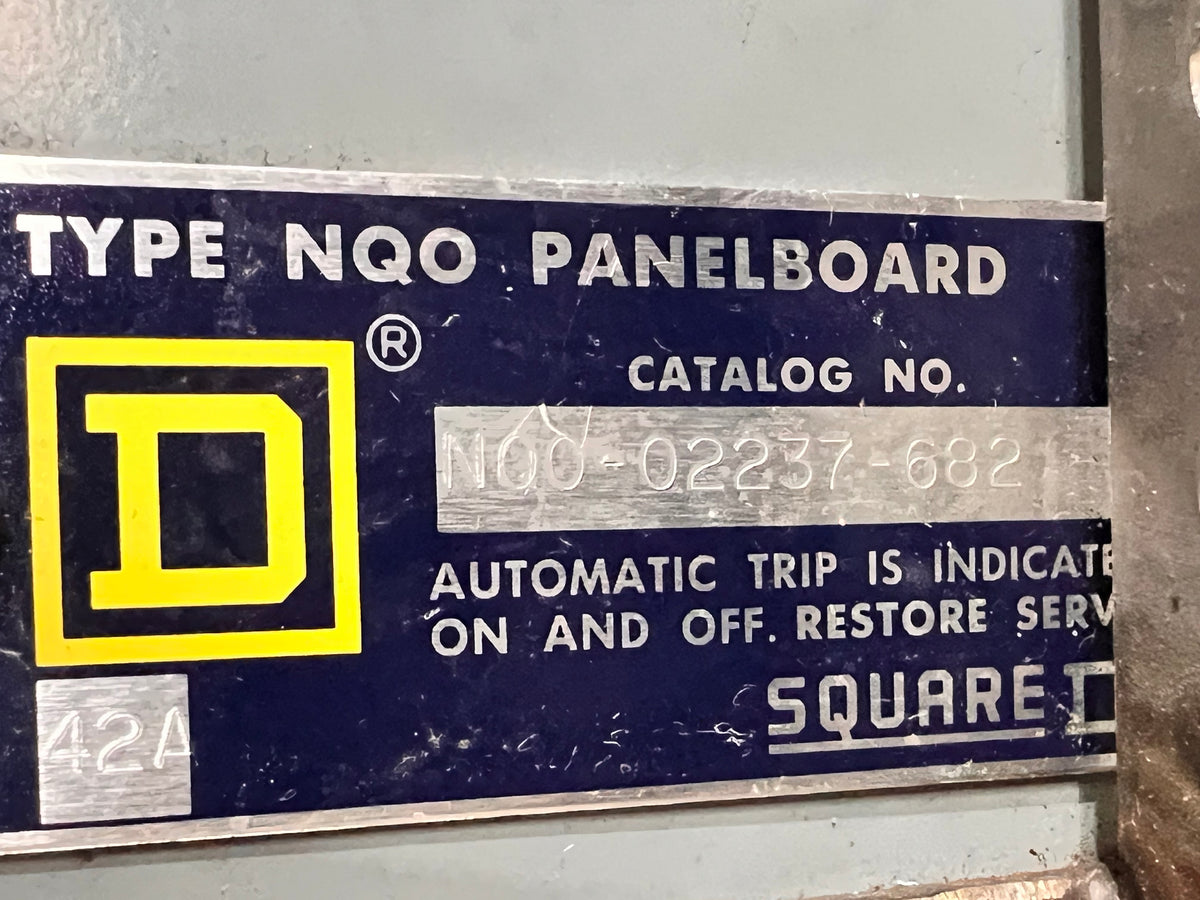 TYPE NQO PANELBOARD
®
CATALOG NO.
D
NQO-02237-682 -
AUTOMATIC TRIP IS INDICATE
ON AND OFF. RESTORE SERV
SQUARE D
42A